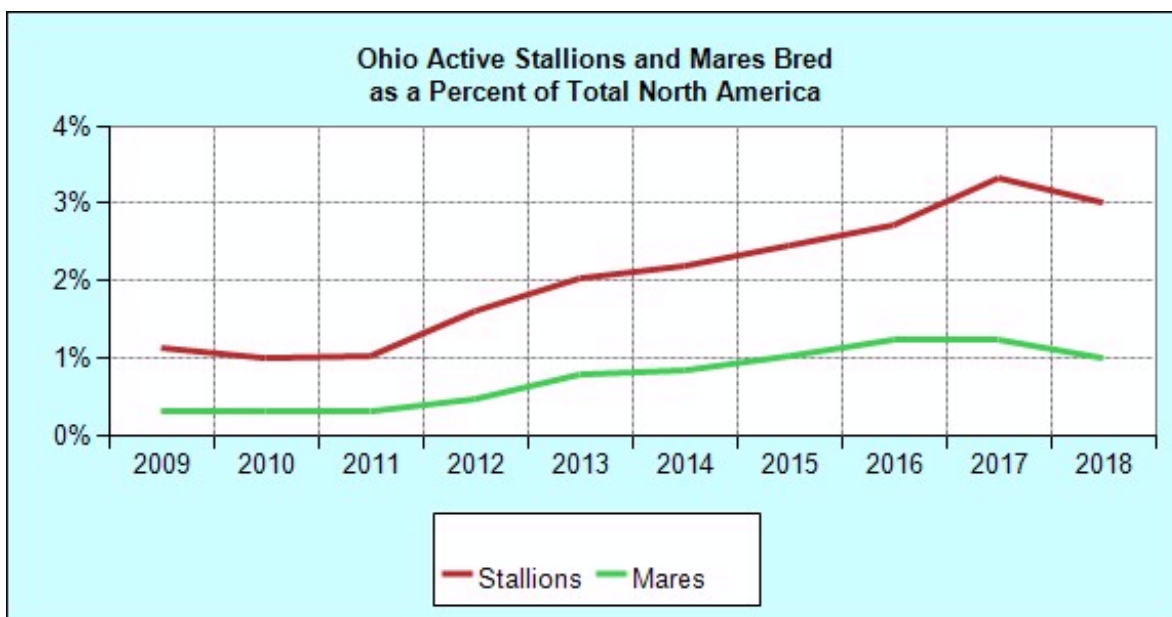 Ohio Active Stallions and Mares Bred
as a Percent of Total North America
4%
3%
2%
1%
0%
2009 2010 2011 2012 2013 2014 2015 2016 2017 2018
Stallions Mares